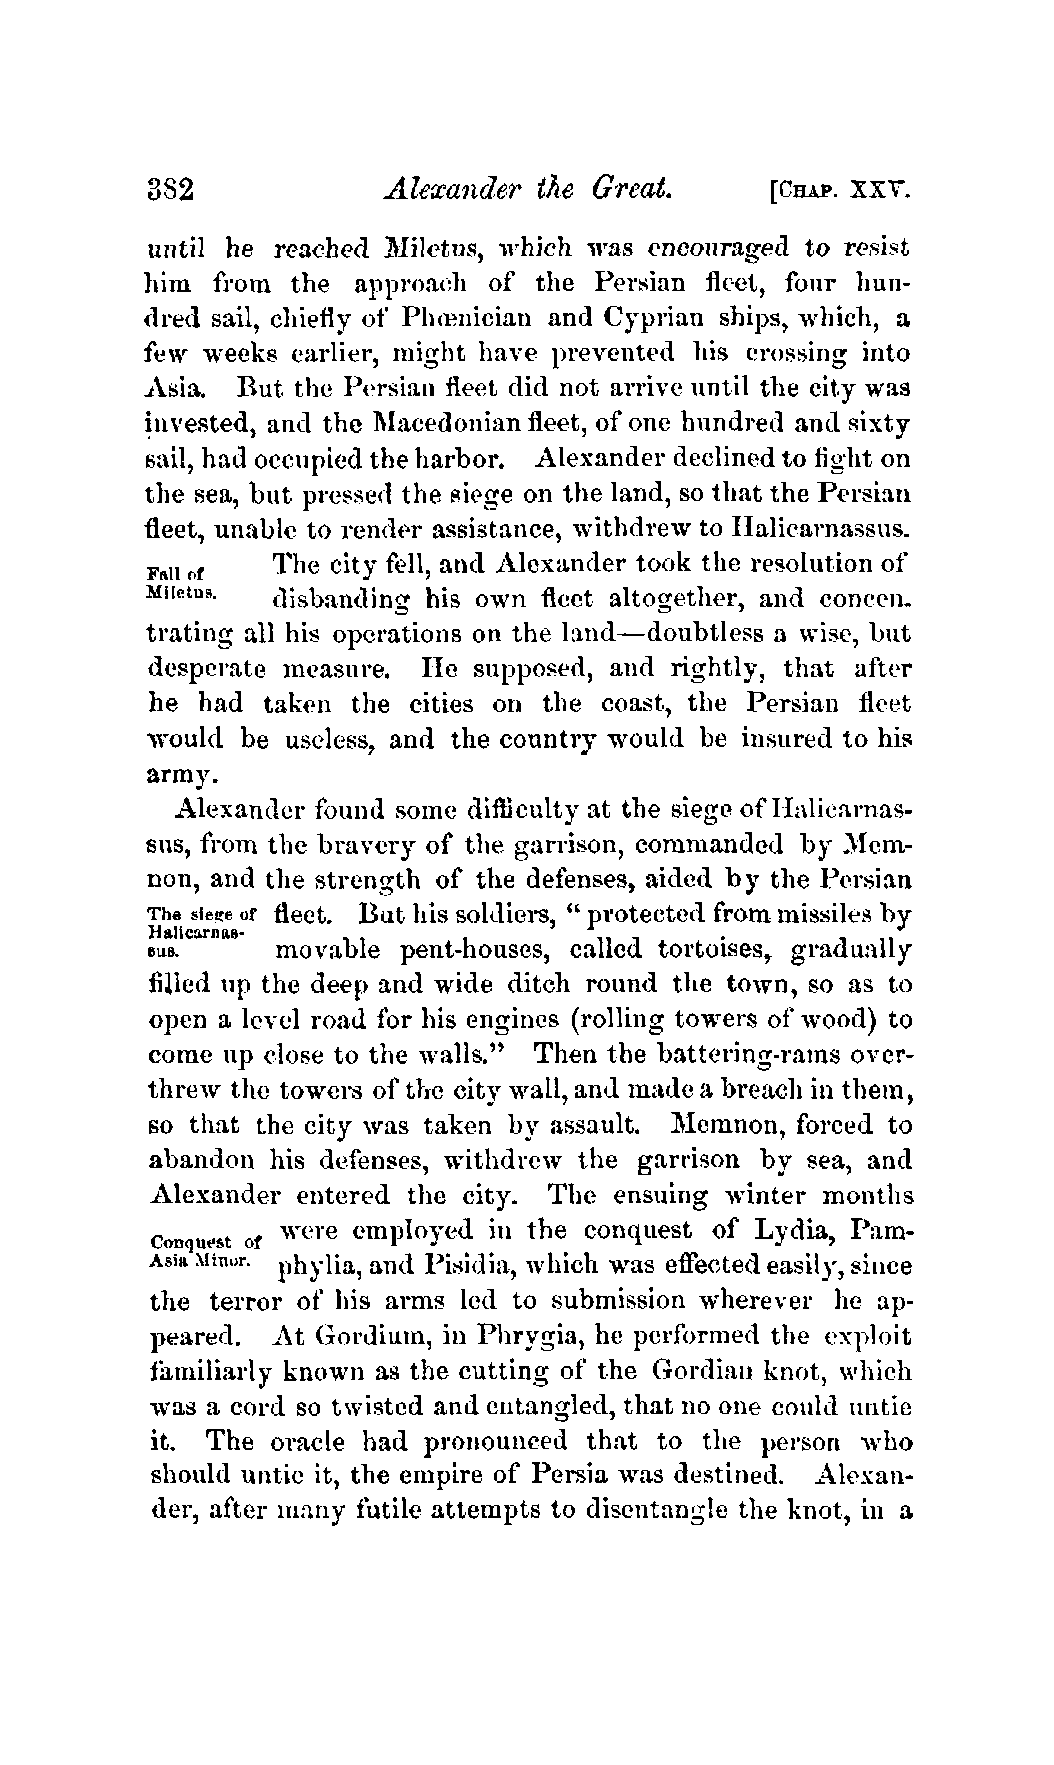 382 Alexander the Great. [CHAP. XXV.
until he reached Miletus, which was encouraged to resist
him from the approach of the Persian fleet, four hun-
dred sail, chiefly of Phœnician and Cyprian ships, which, a
few weeks earlier, might have prevented his crossing into
Asia. But the Persian fleet did not arrive until the city was
invested, and the Macedonian fleet, of one hundred and sixty
sail, had occupied the harbor. Alexander declined to fight on
the sea, but pressed the siege on the land, so that the Persian
fleet, unable to render assistance, withdrew to Halicarnassus.
Fall of
Miletus.
The city fell, and Alexander took the resolution of
disbanding his own fleet altogether, and concen-
trating all his operations on the land—doubtless a wise, but
desperate measure. He supposed, and rightly, that after
he had taken the cities on the coast, the Persian fleet
would be useless, and the country would be insured to his
army.
Alexander found some difficulty at the siege of Halicarnas-
sus, from the bravery of the garrison, commanded by Mem-
non, and the strength of the defenses, aided by the Persian
The siege of
Halicarnas-
sus.
fleet. But his soldiers, “protected from missiles by
movable pent-houses, called tortoises, gradually
filled up the deep and wide ditch round the town, so as to
open a level road for his engines (rolling towers of wood) to
come up close to the walls.” Then the battering-rams over-
threw the towers of the city wall, and made a breach in them,
so that the city was taken by assault. Memnon, forced to
abandon his defenses, withdrew the garrison by sea, and
Alexander entered the city. The ensuing winter months
Conquest of
Asia Minor.
were employed in the conquest of Lydia, Pam-
phylia, and Pisidia, which was effected easily, since
the terror of his arms led to submission wherever he ap-
peared. At Gordium, in Phrygia, he performed the exploit
familiarly known as the cutting of the Gordian knot, which
was a cord so twisted and entangled, that no one could untie
it. The oracle had pronounced that to the person who
should untie it, the empire of Persia was destined. Alexan-
der, after many futile attempts to disentangle the knot, in a